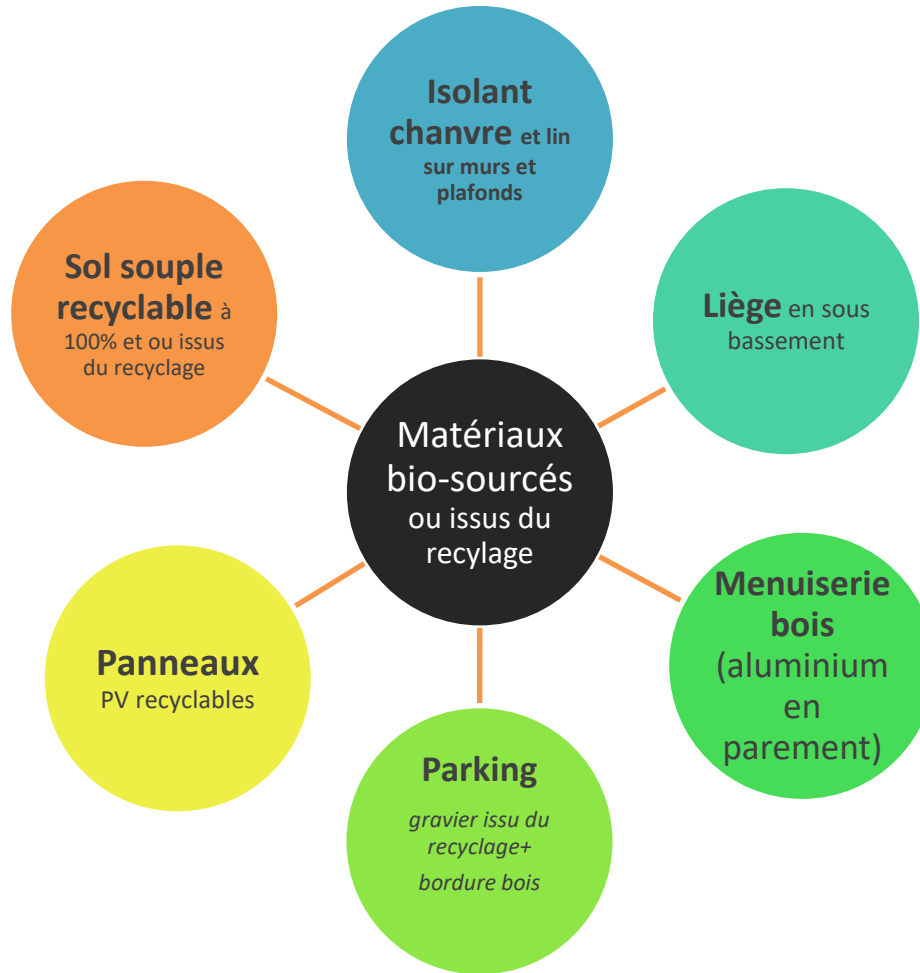 Isolant
chanvre et lin
sur murs et
plafonds
Sol souple
recyclable à
100% et ou issus
du recyclage
Liège en sous
bassement
Matériaux
bio-sourcés
ou issus du
recylage
Menuiserie
bois
(aluminium
en
parement)
Panneaux
PV recyclables
Parking
gravier issu du
recyclage+
bordure bois